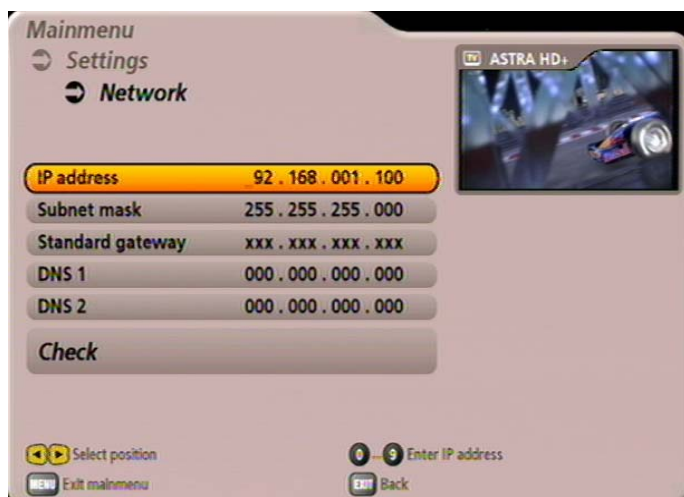 Mainmenu
Settings
Network
TV ASTRA HD+
IP address _92 . 168 . 001 . 100
Subnet mask 255 . 255 . 255 . 000
Standard gateway xxx . xxx . xxx . xxx
DNS 1 000 . 000 . 000 . 000
DNS 2 000 . 000 . 000 . 000
Check
Select position
0 ... 9 Enter IP address
MENU Exit mainmenu
EXIT Back